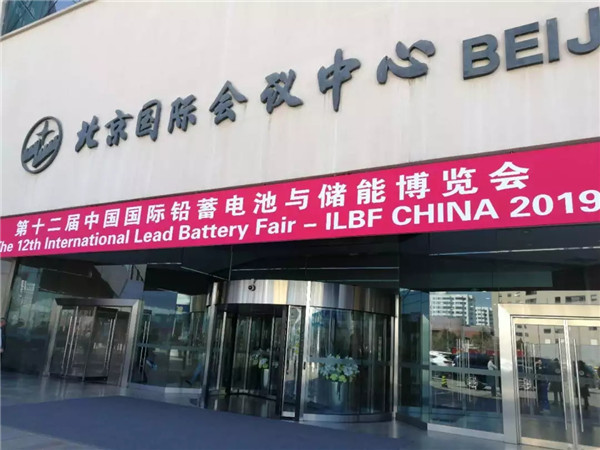 北京国际会议中心 BEIJ
第十二届中国国际铅蓄电池与储能博览会
The 12th International Lead Battery Fair – ILBF CHINA 2019